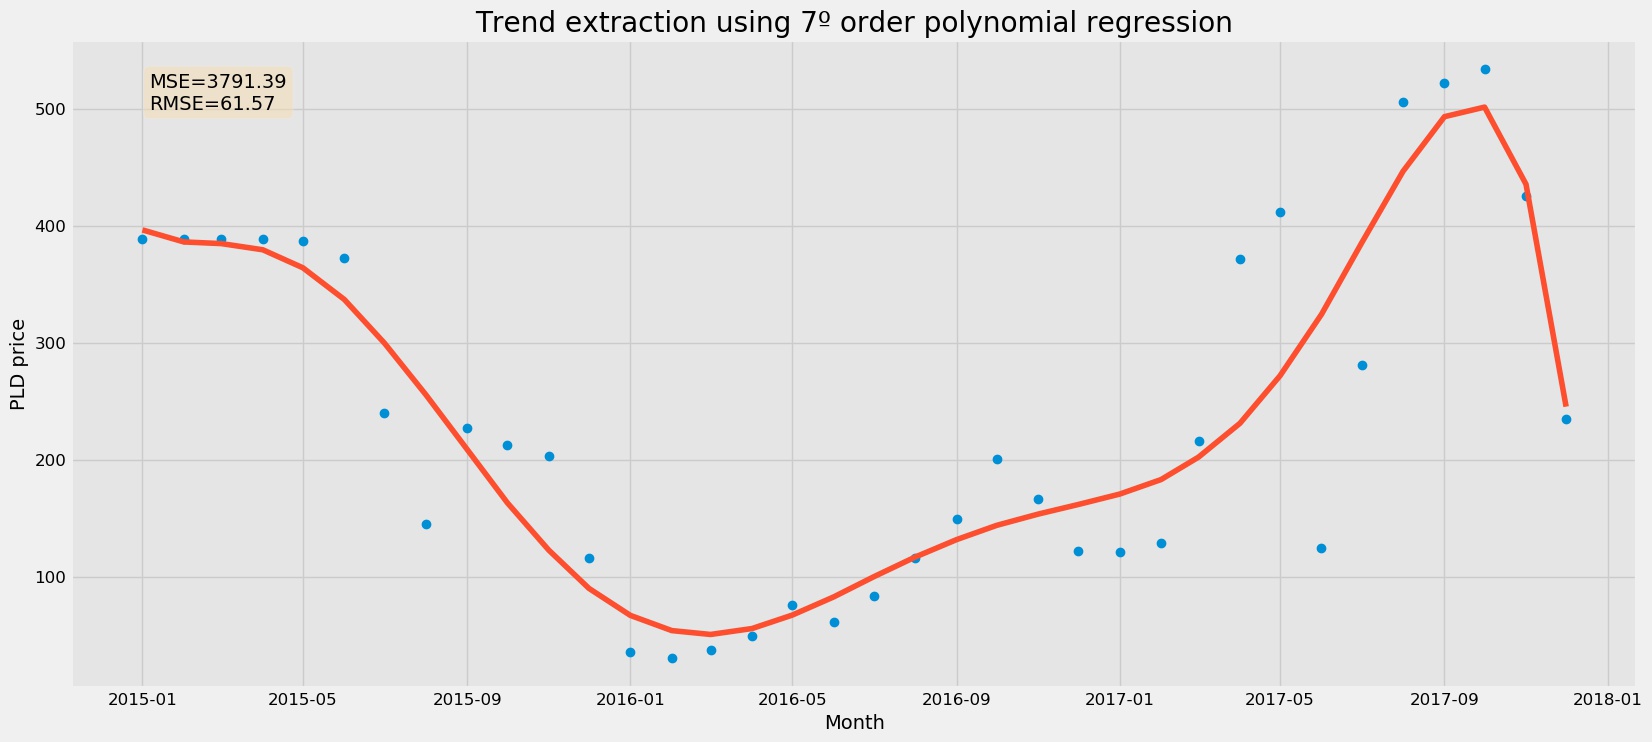 Trend extraction using 7º order polynomial regression
MSE=3791.39
RMSE=61.57
PLD price
500
400
300
200
100
2015-01 2015-05 2015-09 2016-01 2016-05 2016-09 2017-01 2017-05 2017-09 2018-01
Month